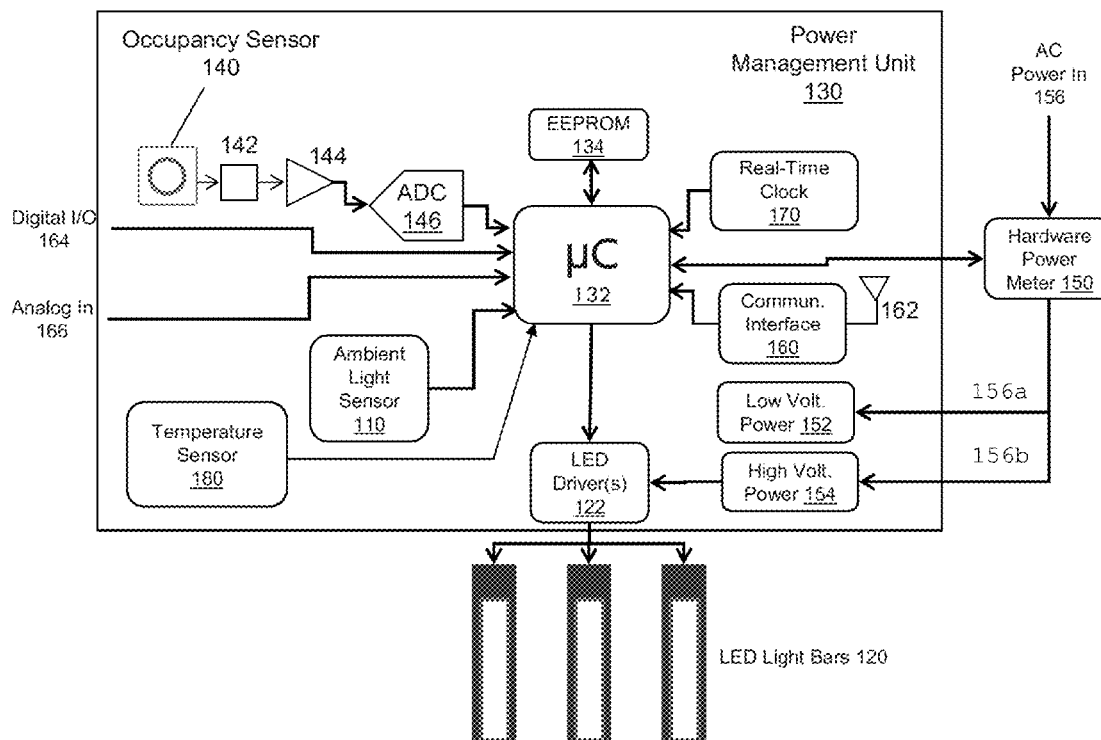 Occupancy Sensor
140
Power
Management Unit
130
AC
Power In
156
142
144
EEPROM
134
ADC
146
Real-Time
Clock
170
Digital I/O
164
µC
132
Hardware
Power
Meter 150
Analog In
166
Commun.
Interface
160
162
Ambient
Light
Sensor
110
156a
Low Volt.
Power 152
Temperature
Sensor
180
LED
Driver(s)
122
156b
High Volt.
Power 154
LED Light Bars 120